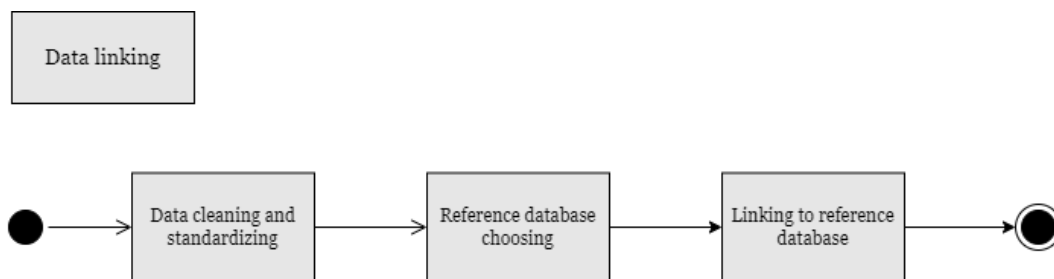 Data linking
Data cleaning and
standardizing
Reference database
choosing
Linking to reference
database